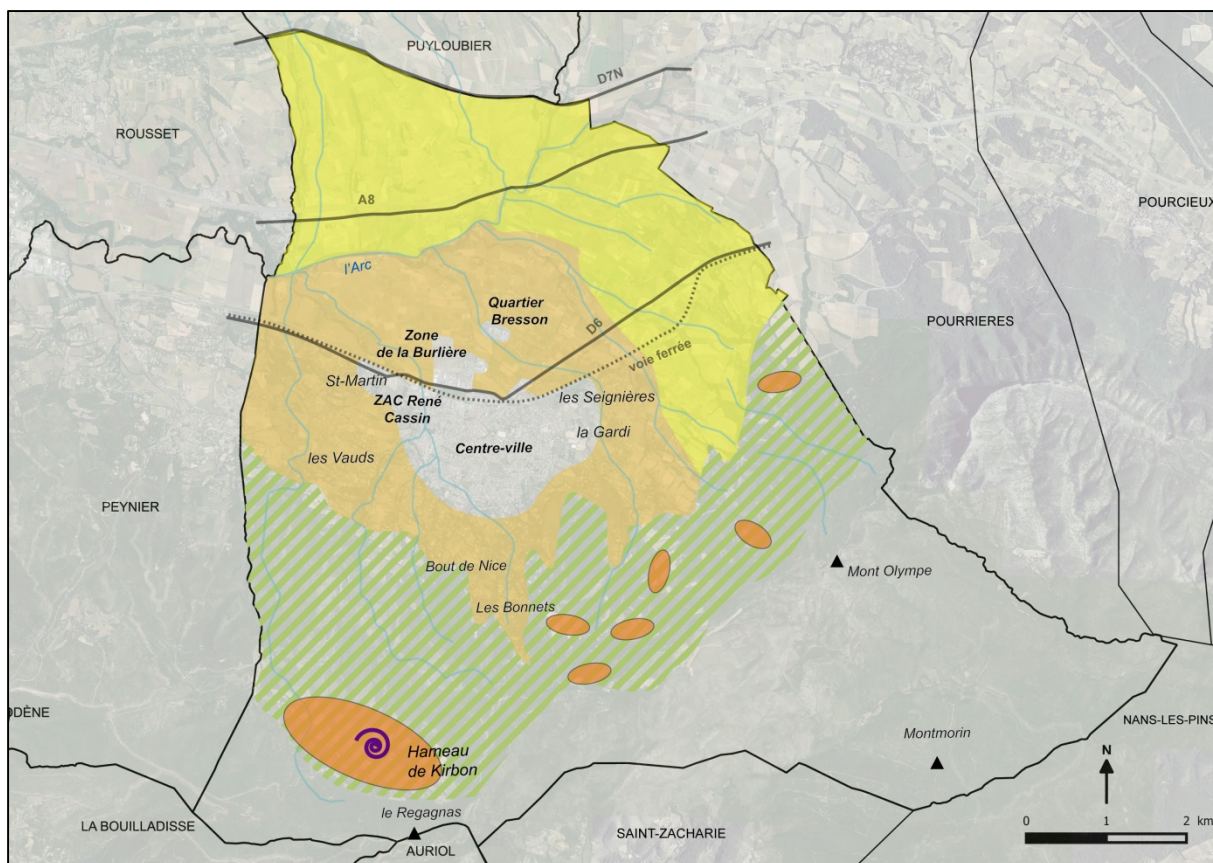 PUYLOUBIER
D7N
ROUSSET
A8
POURCIEUX
l'Arc
Quartier
Bresson
D6
POURRIERES
Zone
de la Burlière
voie ferrée
St-Martin
ZAC René
Cassin
les Seignières
la Gardi
Centre-ville
les Vauds
PEYNIER
Bout de Nice
Mont Olympe
Les Bonnets
ODÈNE
NANS-LES-PINS
Hameau
de Kirbon
Montmorin
N
le Regagnas
LA BOUILLADISSE
AURIOL
SAINT-ZACHARIE
0 1 2 km